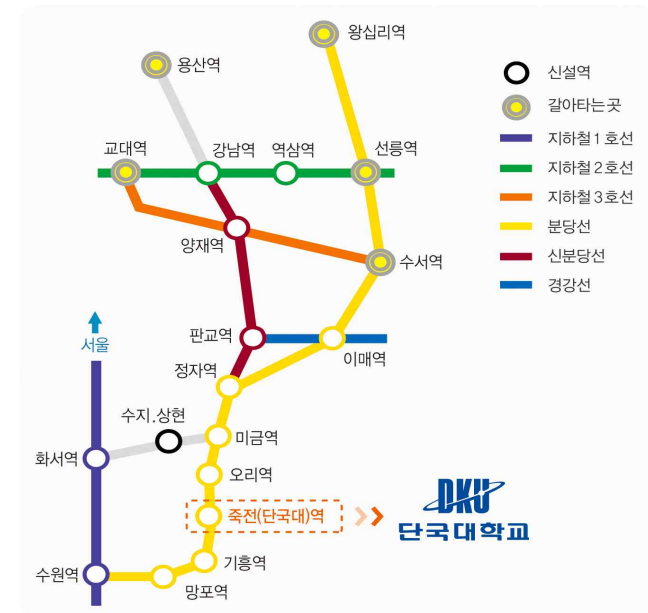 왕십리역
용산역
교대역
강남역
역삼역
선릉역
양재역
수서역
판교역
이매역
서울
정자역
수지.상현
미금역
화서역
오리역
죽전(단국대)역
기흥역
수원역
망포역
신설역
갈아타는곳
지하철1호선
지하철2호선
지하철3호선
분당선
신분당선
경강선
DKU
단국대학교